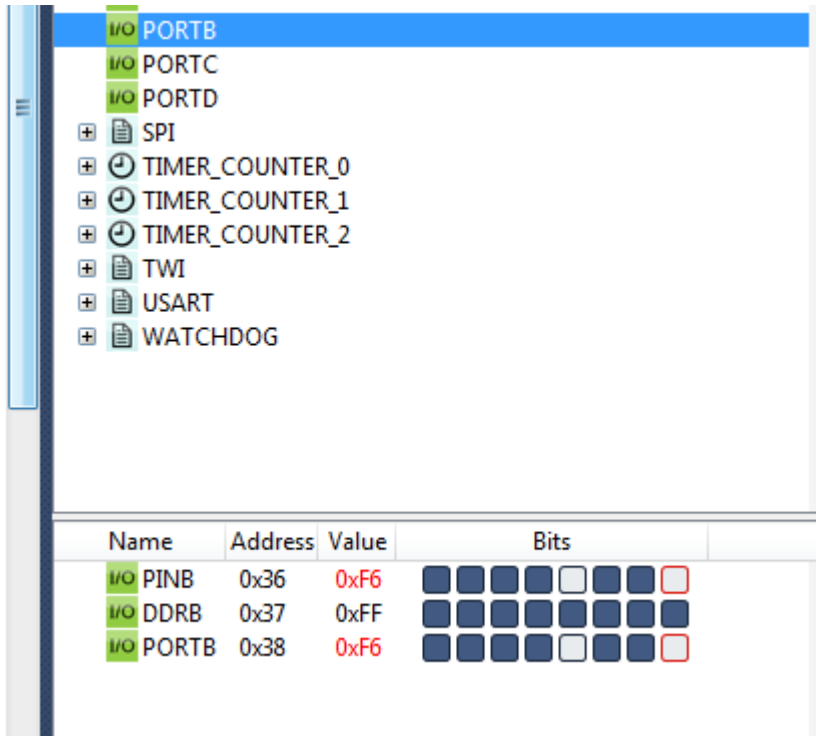 I/O PORTB
I/O PORTC
I/O PORTD
SPI
TIMER_COUNTER_0
TIMER_COUNTER_1
TIMER_COUNTER_2
TWI
USART
WATCHDOG
Name Address Value Bits
I/O PINB 0x36 0xF6
I/O DDRB 0x37 0xFF
I/O PORTB 0x38 0xF6